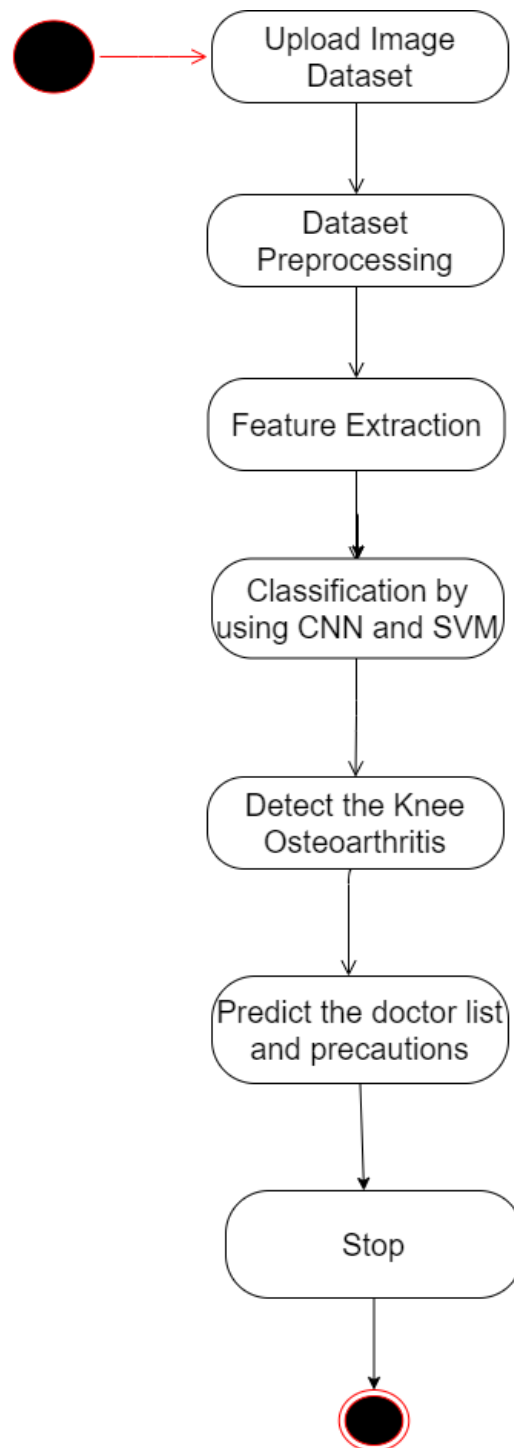 Upload Image
Dataset
Dataset
Preprocessing
Feature Extraction
Classification by
using CNN and SVM
Detect the Knee
Osteoarthritis
Predict the doctor list
and precautions
Stop